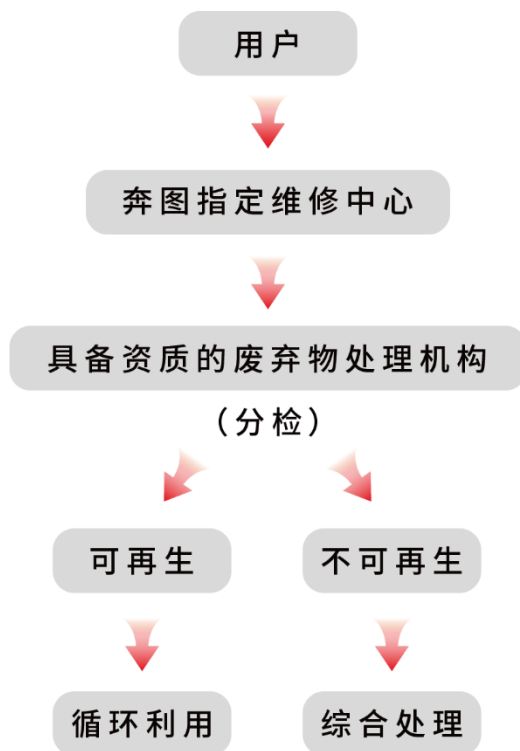 用户
奔图指定维修中心
具备资质的废弃物处理机构
（分检）
可再生
不可再生
循环利用
综合处理